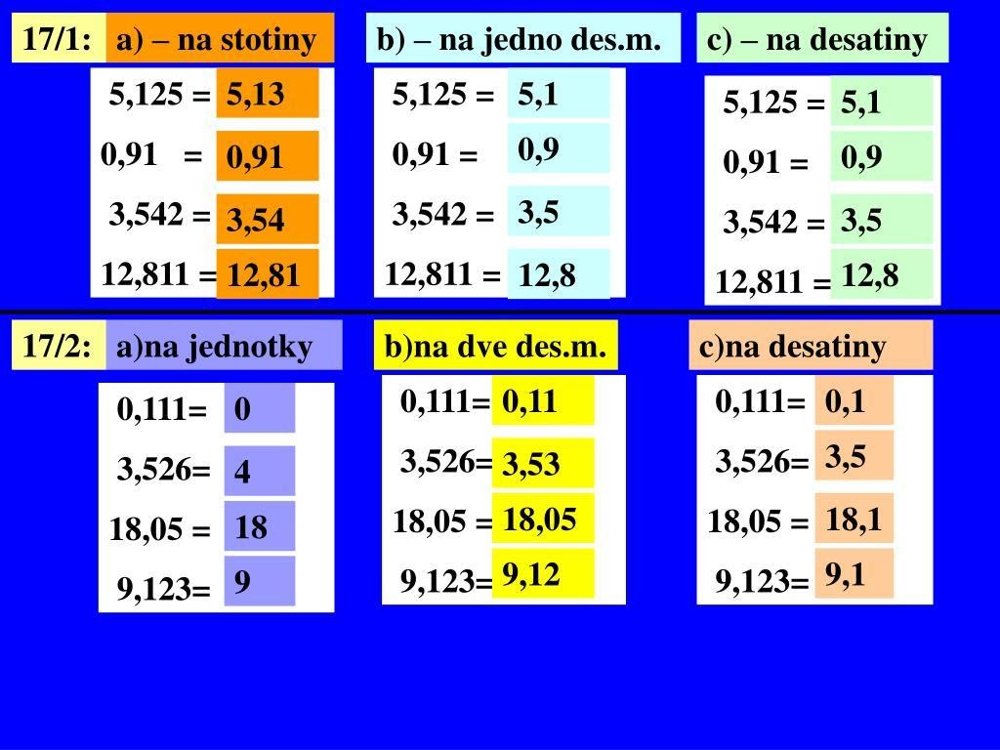 17/1: a) – na stotiny
5,125 = 5,13
0,91 = 0,91
3,542 = 3,54
12,811 = 12,81
b) – na jedno des.m.
5,125 = 5,1
0,91 = 0,9
3,542 = 3,5
12,811 = 12,8
c) – na desatiny
5,125 = 5,1
0,91 = 0,9
3,542 = 3,5
12,811 = 12,8
17/2: a)na jednotky
0,111= 0
3,526= 4
18,05 = 18
9,123= 9
b)na dve des.m.
0,111= 0,11
3,526= 3,53
18,05 = 18,05
9,123= 9,12
c)na desatiny
0,111= 0,1
3,526= 3,5
18,05 = 18,1
9,123= 9,1